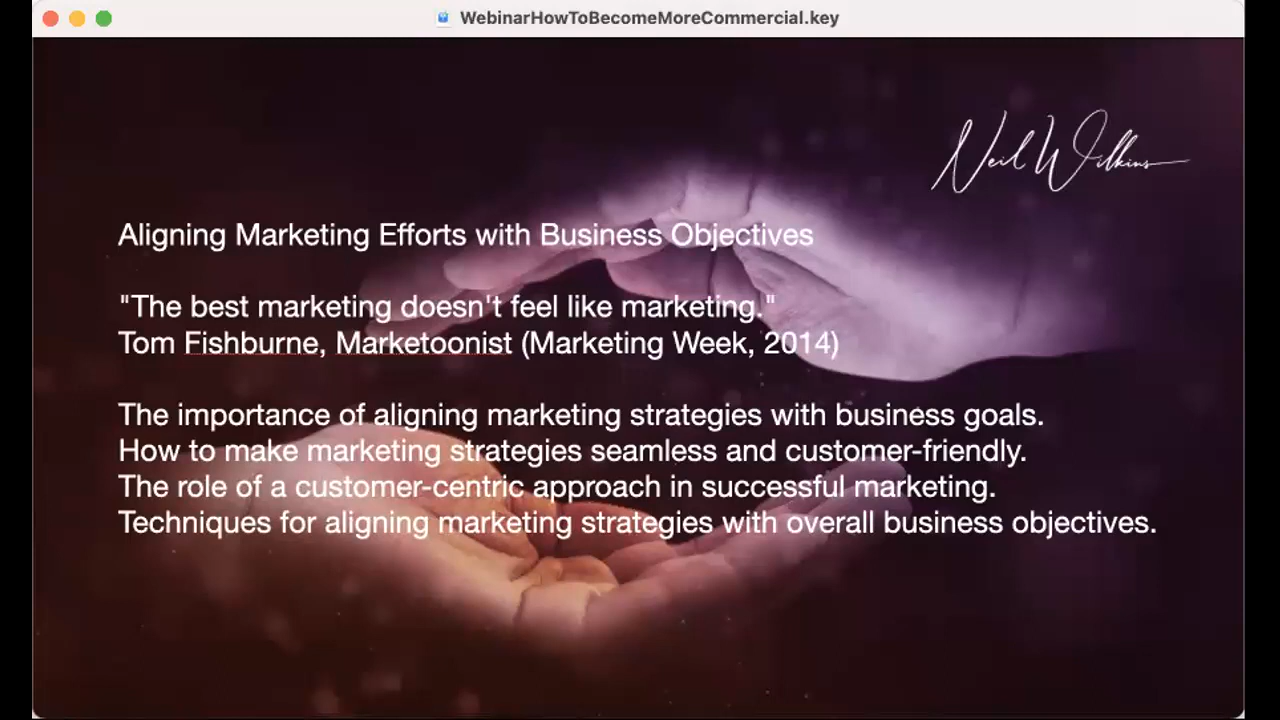 WebinarHowToBecomeMoreCommercial.key
Neil Wilkins
Aligning Marketing Efforts with Business Objectives
"The best marketing doesn't feel like marketing."
Tom Fishburne, Marketoonist (Marketing Week, 2014)
The importance of aligning marketing strategies with business goals.
How to make marketing strategies seamless and customer-friendly.
The role of a customer-centric approach in successful marketing.
Techniques for aligning marketing strategies with overall business objectives.